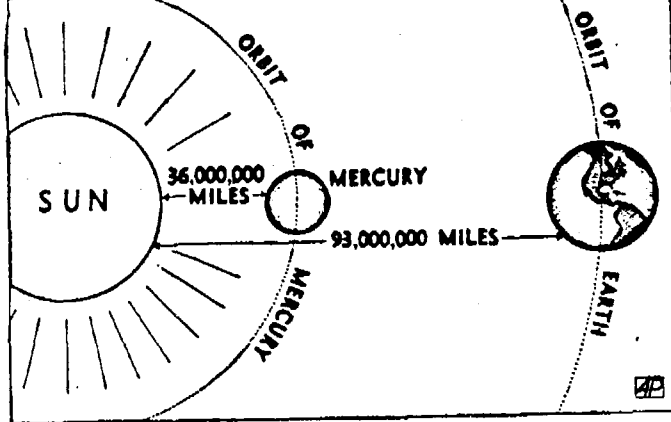 ORBIT OF
MERCURY
ORBIT OF
EARTH
SUN
36,000,000
MILES
MERCURY
93,000,000 MILES
AP